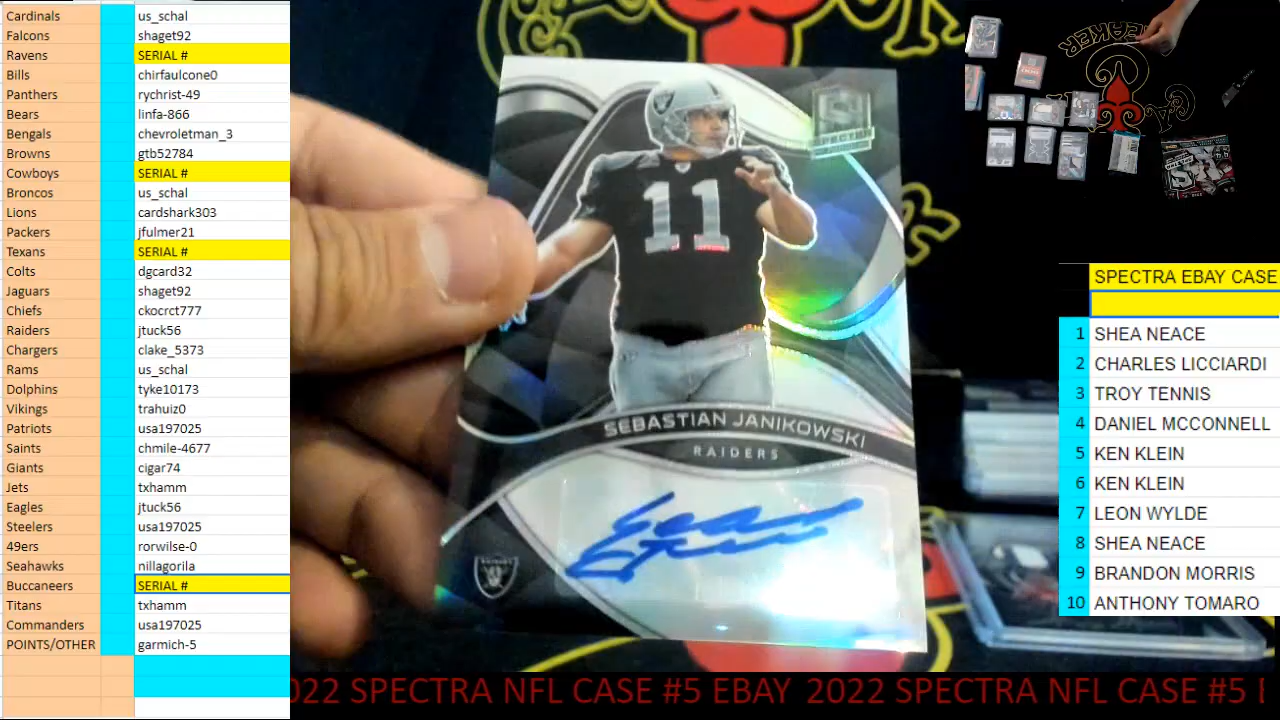 Cardinals us_schal
Falcons shaget92
Ravens SERIAL #
Bills chirfaulcone0
Panthers rychrist-49
Bears linfa-866
Bengals chevroletman_3
Browns gtb52784
Cowboys SERIAL #
Broncos us_schal
Lions cardshark303
Packers jfulmer21
Texans SERIAL #
Colts dgcard32
Jaguars shaget92
Chiefs ckocrct777
Raiders jtuck56
Chargers clake_5373
Rams us_schal
Dolphins tyke10173
Vikings trahuiz0
Patriots usa197025
Saints chmile-4677
Giants cigar74
Jets txhamm
Eagles jtuck56
Steelers usa197025
49ers rorwilse-0
Seahawks nillagorila
Buccaneers SERIAL #
Titans txhamm
Commanders usa197025
POINTS/OTHER garmich-5
SPECTRA
11
SEBASTIAN JANIKOWSKI
RAIDERS
SPECTRA EBAY CASE
1 SHEA NEACE
2 CHARLES LICCIARDI
3 TROY TENNIS
4 DANIEL MCCONNELL
5 KEN KLEIN
6 KEN KLEIN
7 LEON WYLDE
8 SHEA NEACE
9 BRANDON MORRIS
10 ANTHONY TOMARO
022 SPECTRA NFL CASE #5 EBAY 2022 SPECTRA NFL CASE #5 E